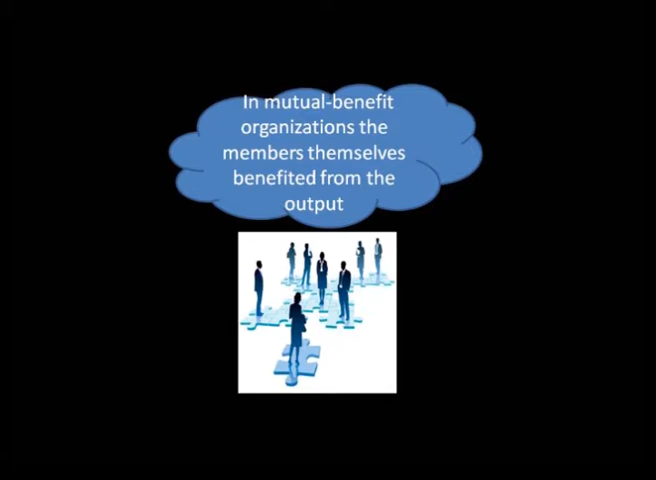 In mutual-benefit
organizations the
members themselves
benefited from the
output